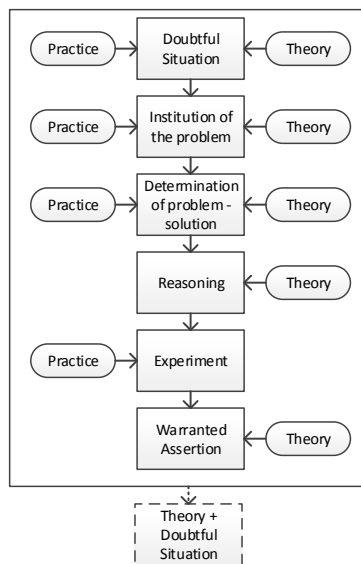 Practice
Doubtful
Situation
Theory
Practice
Institution of
the problem
Theory
Practice
Determination
of problem -
solution
Theory
Reasoning
Theory
Practice
Experiment
Warranted
Assertion
Theory
Theory +
Doubtful
Situation